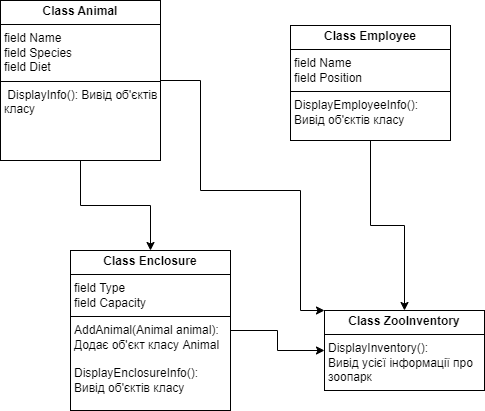 Class Animal
field Name
field Species
field Diet
DisplayInfo(): Вивід об'єктів
класу
Class Employee
field Name
field Position
DisplayEmployeeInfo():
Вивід об'єктів класу
Class Enclosure
field Type
field Capacity
AddAnimal(Animal animal):
Додає об'єкт класу Animal
DisplayEnclosureInfo():
Вивід об'єктів класу
Class ZooInventory
DisplayInventory():
Вивід усієї інформації про
зоопарк